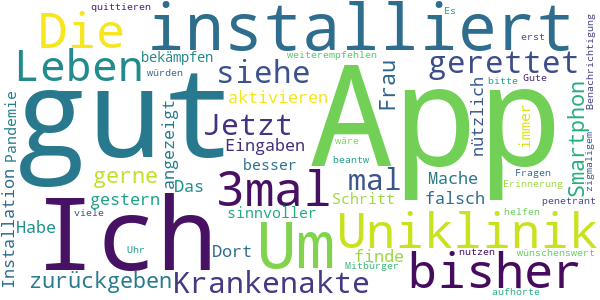 quittieren
Die installiert Es erst
Leben bekämpfen weiterempfehlen gerettet
würden siehe Frau Benachrichtigung
gut App aktivieren bitte Gute
Pandemie angezeigt Jetzt nützlich immer Smartphon
Eingaben wäre zigmaligemr
gerne besser beantw Fragen
Installation gestern Das 3mal mal Mache Erinnerung
Ich Habe sinnvoller Schritt falsch penetrant
viele Um Uniklinik helfen
Dort finde nutzen wünschenswert
Uhr Mitbürger bisher
zurückgeben Krankenakte aufhörte